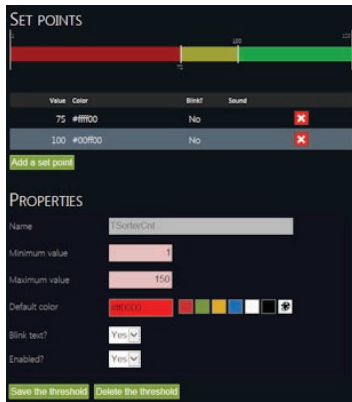 SET POINTS
100
75
Value Color Blink? Sound
75 #ffff00 No
100 #00ff00 No
Add a set point
PROPERTIES
Name TSorterCnt
Minimum value 1
Maximum value 150
Default color #ff0000
Blink text? Yes
Enabled? Yes
Save the threshold Delete the threshold